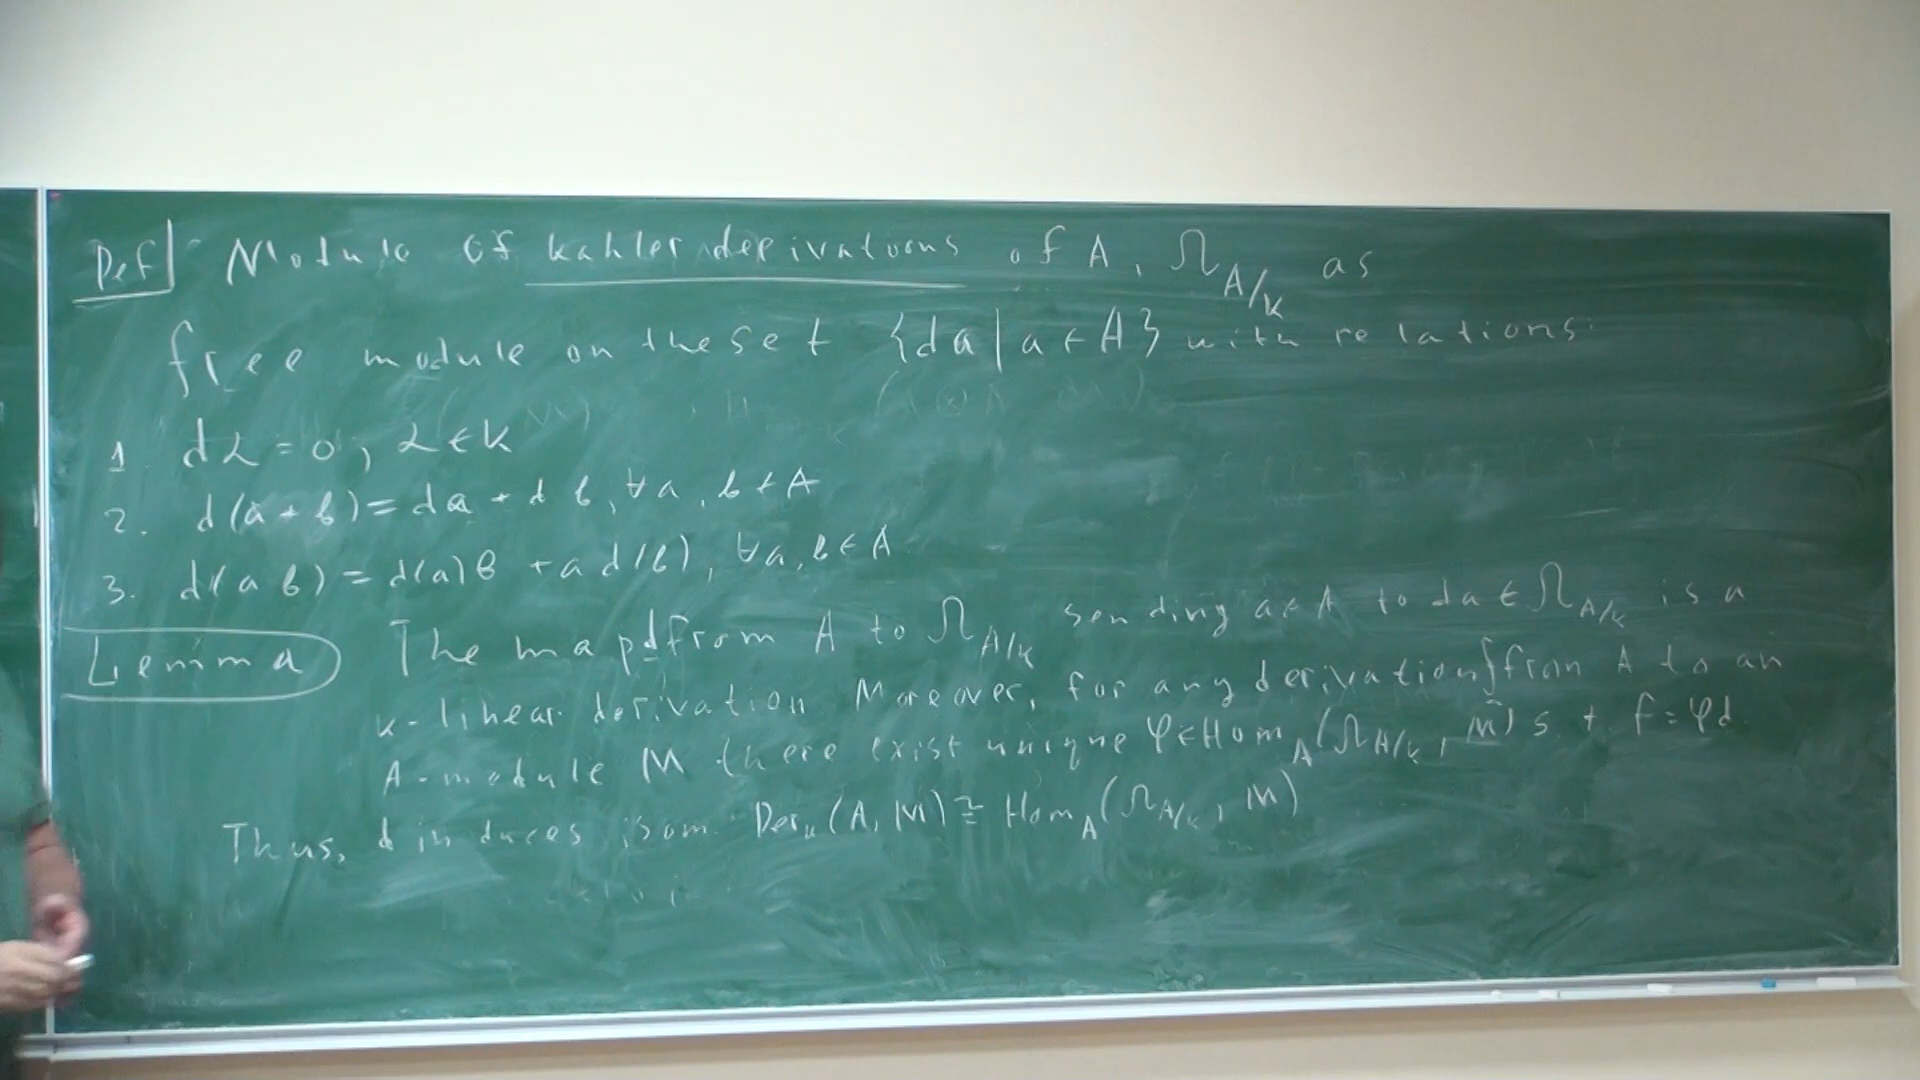 Def Module of kahler derivations of A, Ω_{A/k} as
free module on the set {da | a ∈ A} with relations:
1. dα = 0, α ∈ k
2. d(a + b) = da + db, ∀a, b ∈ A
3. d(ab) = d(a)b + ad(b), ∀a, b ∈ A
Lemma The map d from A to Ω_{A/k} sending a ∈ A to da ∈ Ω_{A/k} is a
k-linear derivation Moreover, for any derivation f from A to an
A-module M there exist unique φ ∈ Hom_A(Ω_{A/k}, M) s.t. f = φd.
Thus, d induces isom. Der_k(A, M) ≅ Hom_A(Ω_{A/k}, M)